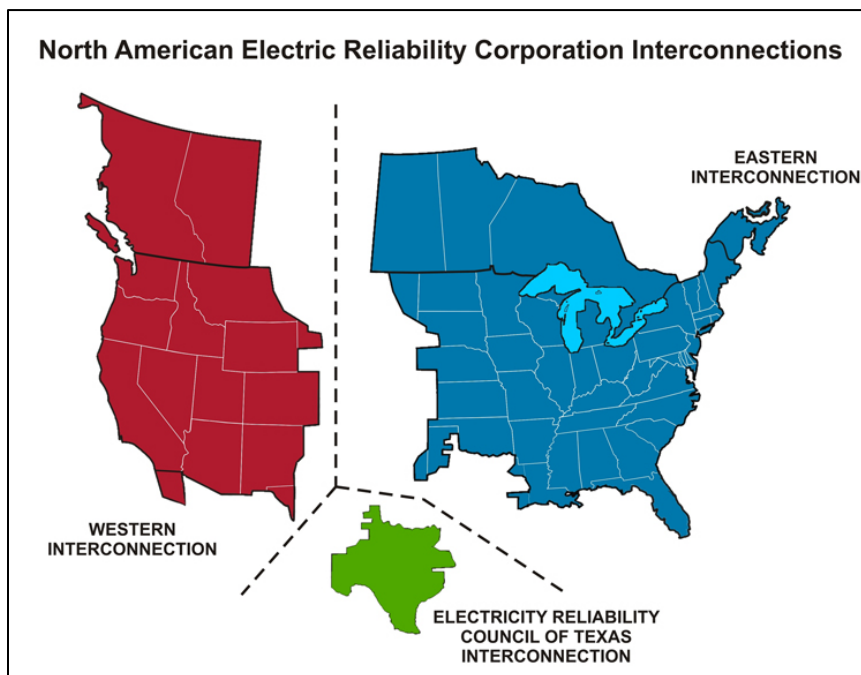 North American Electric Reliability Corporation Interconnections
EASTERN
INTERCONNECTION
WESTERN
INTERCONNECTION
ELECTRICITY RELIABILITY
COUNCIL OF TEXAS
INTERCONNECTION